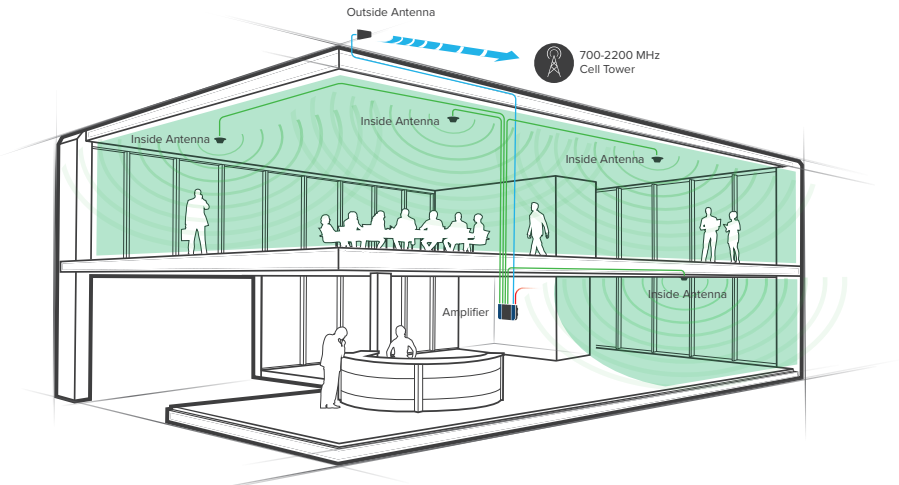 Outside Antenna
700-2200 MHz
Cell Tower
Inside Antenna
Inside Antenna
Inside Antenna
Inside Antenna
Amplifier